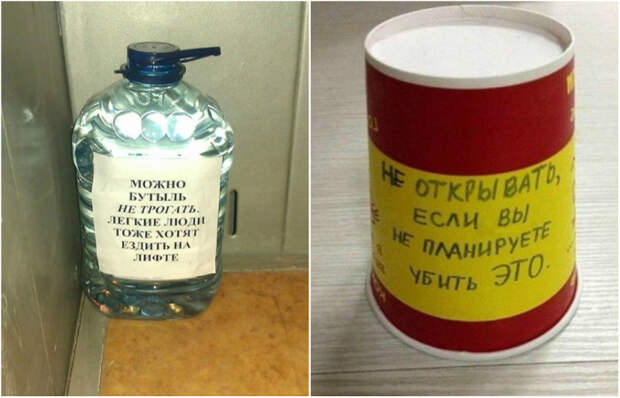 МОЖНО
БУТЫЛЬ
НЕ ТРОГАТЬ.
ЛЕГКИЕ ЛЮДИ
ТОЖЕ ХОТЯТ
ЕЗДИТЬ НА
ЛИФТЕ
НЕ ОТКРЫВАТЬ,
ЕСЛИ ВЫ
НЕ ПЛАНИРУЕТЕ
УБИТЬ ЭТО.